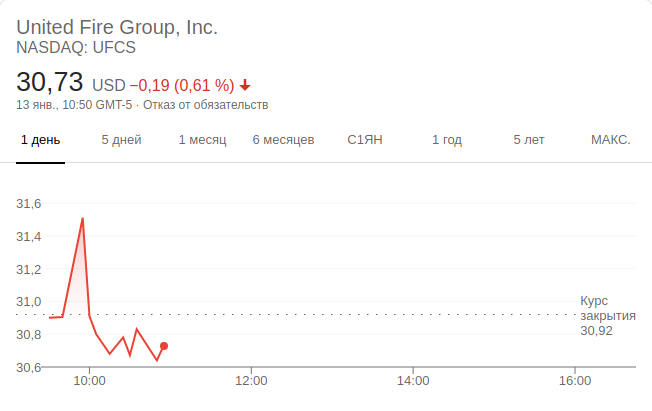 United Fire Group, Inc.
NASDAQ: UFCS
30,73 USD −0,19 (0,61 %)
13 янв., 10:50 GMT-5 · Отказ от обязательств
1 день 5 дней 1 месяц 6 месяцев С1ЯН 1 год 5 лет МАКС.
31,6
31,4
31,2
31,0
30,8
30,6
Курс
закрытия
30,92
10:00 12:00 14:00 16:00